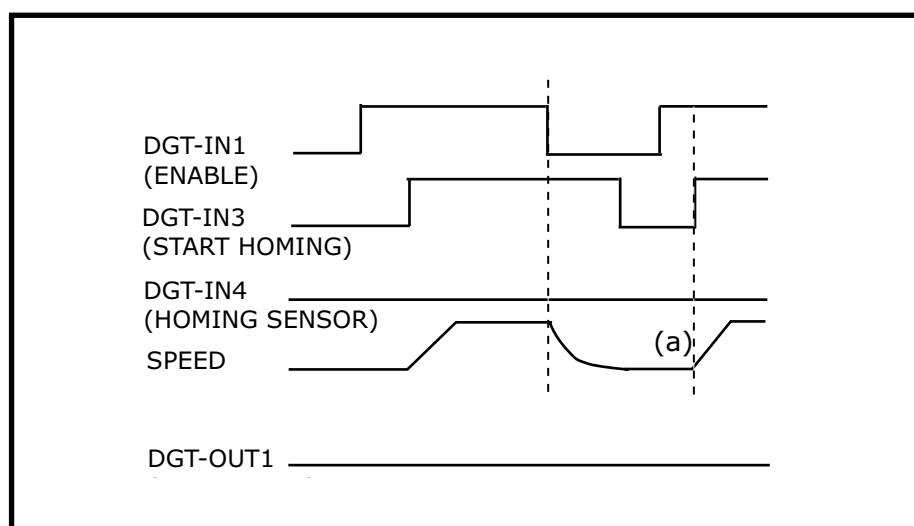 DGT-IN1
(ENABLE)
DGT-IN3
(START HOMING)
DGT-IN4
(HOMING SENSOR)
(a)
SPEED
DGT-OUT1